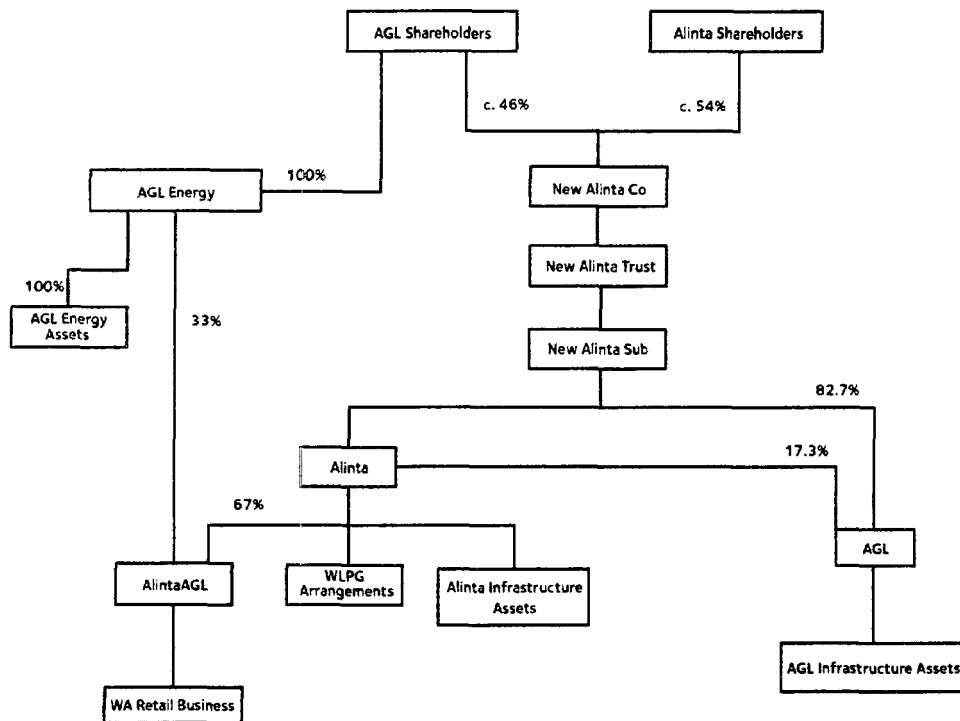 AGL Shareholders
Alinta Shareholders
c. 46%
c. 54%
100%
AGL Energy
New Alinta Co
New Alinta Trust
100%
AGL Energy
Assets
33%
New Alinta Sub
82.7%
17.3%
Alinta
67%
AGL
AlintaAGL
WLPG
Arrangements
Alinta Infrastructure
Assets
AGL Infrastructure Assets
WA Retail Business